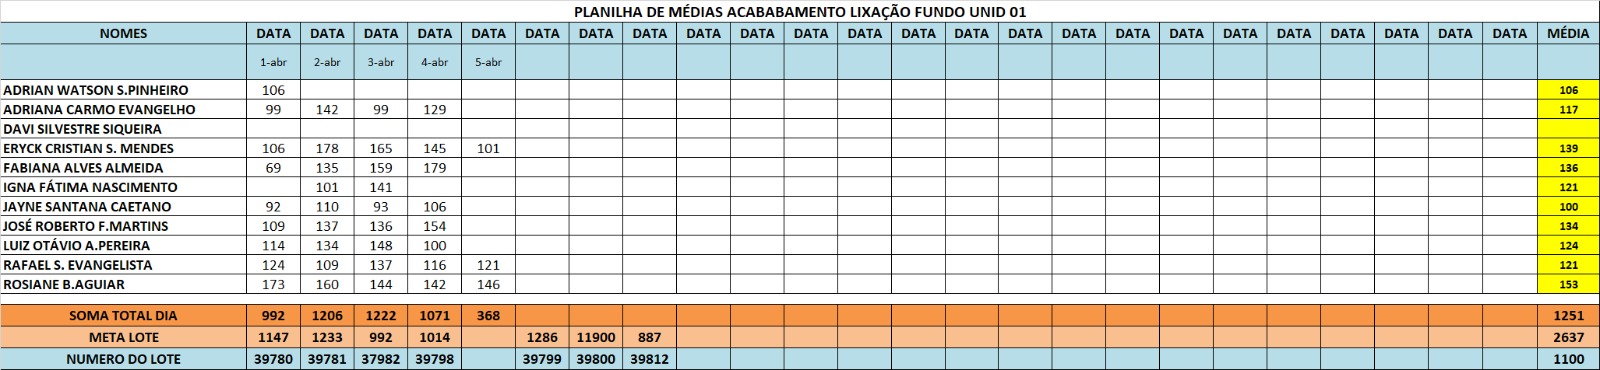 PLANILHA DE MÉDIAS ACABABAMENTO LIXAÇÃO FUNDO UNID 01
NOMES DATA DATA DATA DATA DATA DATA DATA DATA DATA DATA DATA DATA DATA DATA DATA DATA DATA DATA DATA DATA DATA DATA DATA DATA MÉDIA
1-abr 2-abr 3-abr 4-abr 5-abr
ADRIAN WATSON S.PINHEIRO 106 106
ADRIANA CARMO EVANGELHO 99 142 99 129 117
DAVI SILVESTRE SIQUEIRA
ERYCK CRISTIAN S. MENDES 106 178 165 145 101 139
FABIANA ALVES ALMEIDA 69 135 159 179 136
IGNA FÁTIMA NASCIMENTO 101 141 121
JAYNE SANTANA CAETANO 92 110 93 106 100
JOSÉ ROBERTO F.MARTINS 109 137 136 154 134
LUIZ OTÁVIO A.PEREIRA 114 134 148 100 124
RAFAEL S. EVANGELISTA 124 109 137 116 121 121
ROSIANE B.AGUIAR 173 160 144 142 146 153
SOMA TOTAL DIA 992 1206 1222 1071 368 1251
META LOTE 1147 1233 992 1014 1286 11900 887 2637
NUMERO DO LOTE 39780 39781 37982 39798 39799 39800 39812 1100